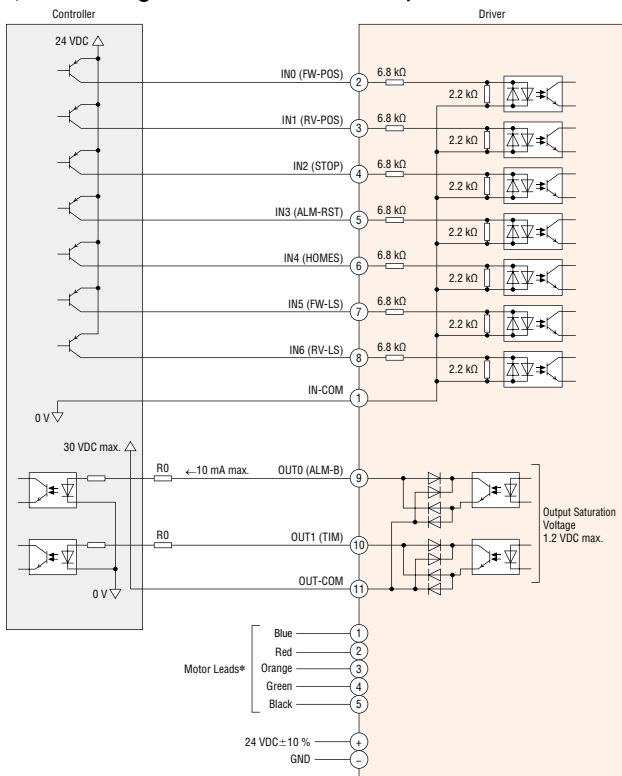 Controller
Driver
24 VDC
IN0 (FW-POS)
2
6.8 kΩ
2.2 kΩ
IN1 (RV-POS)
3
6.8 kΩ
2.2 kΩ
IN2 (STOP)
4
6.8 kΩ
2.2 kΩ
IN3 (ALM-RST)
5
6.8 kΩ
2.2 kΩ
IN4 (HOMES)
6
6.8 kΩ
2.2 kΩ
IN5 (FW-LS)
7
6.8 kΩ
2.2 kΩ
IN6 (RV-LS)
8
6.8 kΩ
2.2 kΩ
IN-COM
1
0 V
30 VDC max.
R0
←10 mA max.
OUT0 (ALM-B)
9
R0
OUT1 (TIM)
10
Output Saturation
Voltage
1.2 VDC max.
OUT-COM
11
0 V
Motor Leads*
Blue
1
Red
2
Orange
3
Green
4
Black
5
24 VDC±10 %
+
GND
−